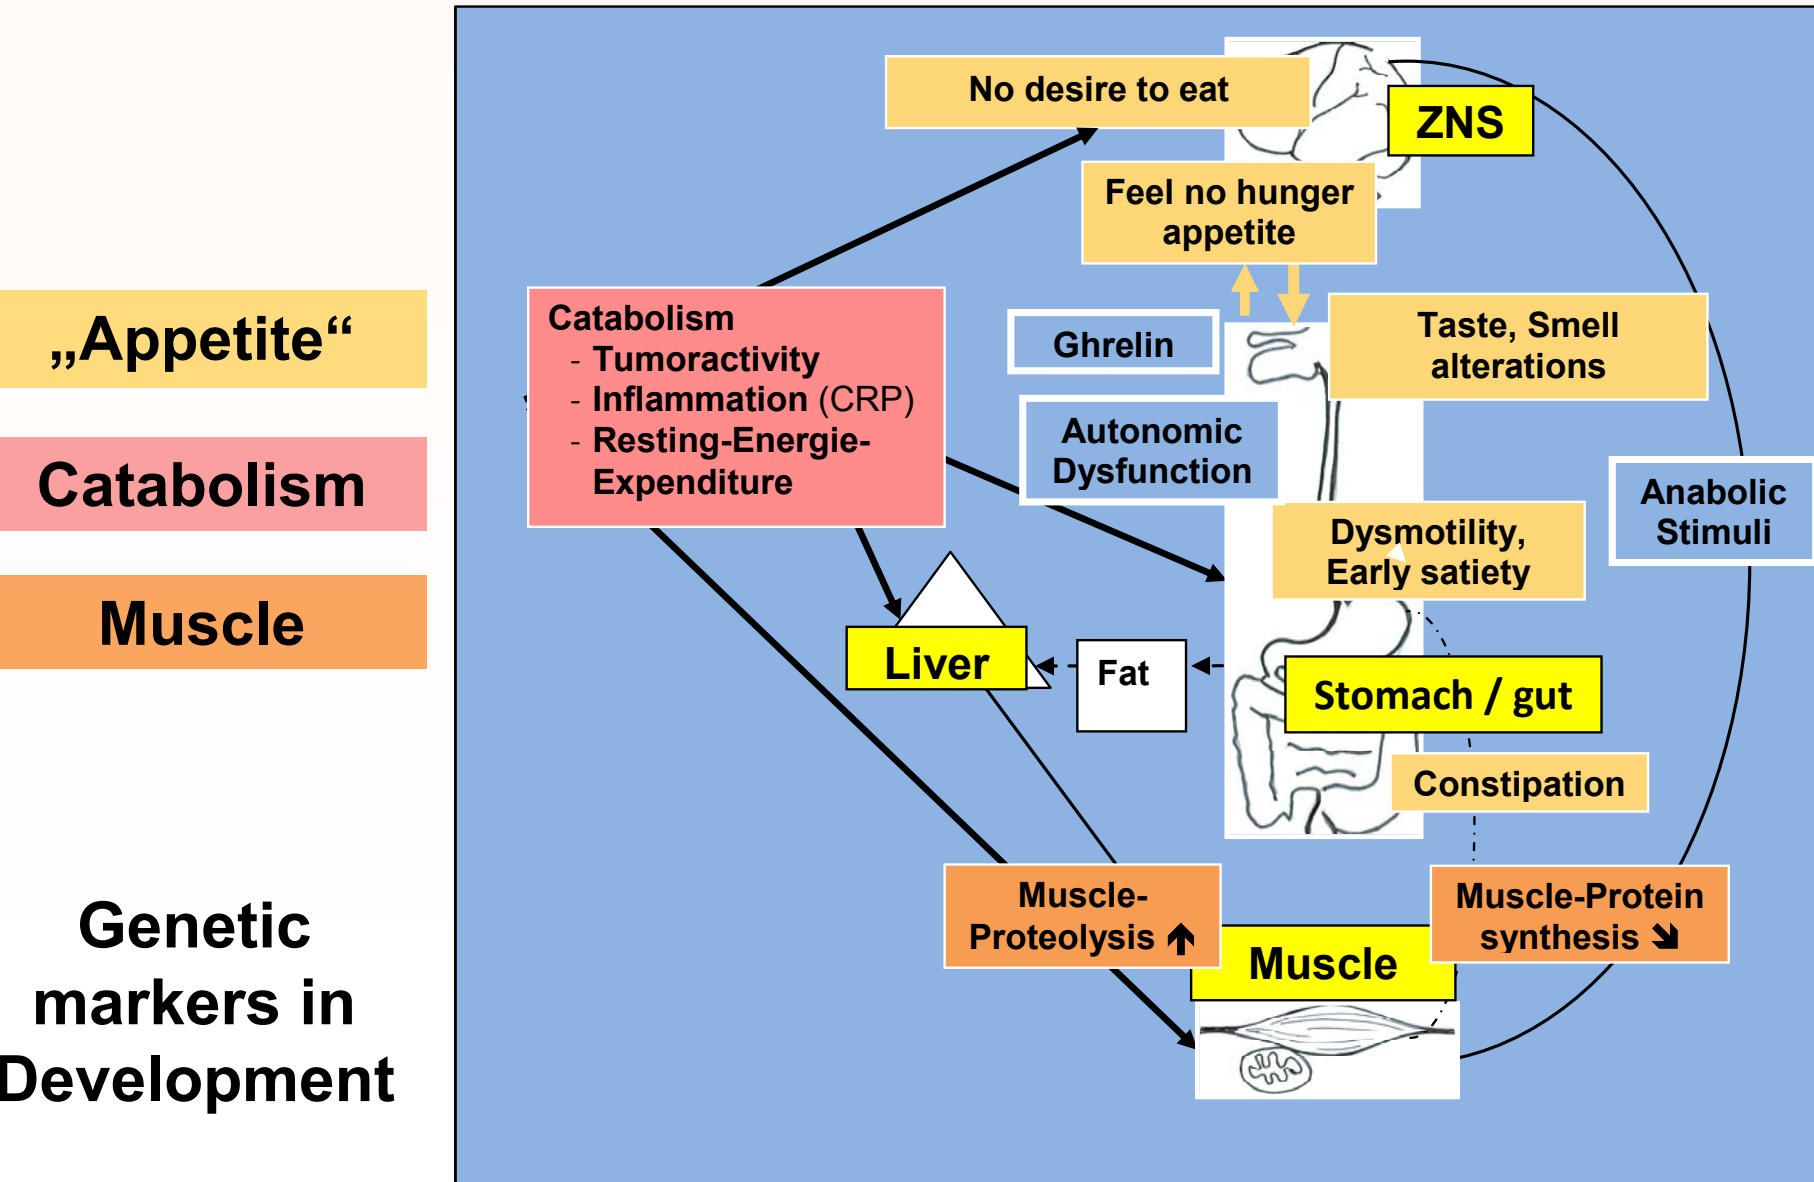 „Appetite“
Catabolism
Muscle
Genetic
markers in
Development
No desire to eat
ZNS
Feel no hunger
appetite
Catabolism
- Tumoractivity
- Inflammation (CRP)
- Resting-Energie-
Expenditure
Ghrelin
Taste, Smell
alterations
Autonomic
Dysfunction
Anabolic
Stimuli
Dysmotility,
Early satiety
Liver
Fat
Stomach / gut
Constipation
Muscle-
Proteolysis 🡩
Muscle-Protein
synthesis 🡮
Muscle